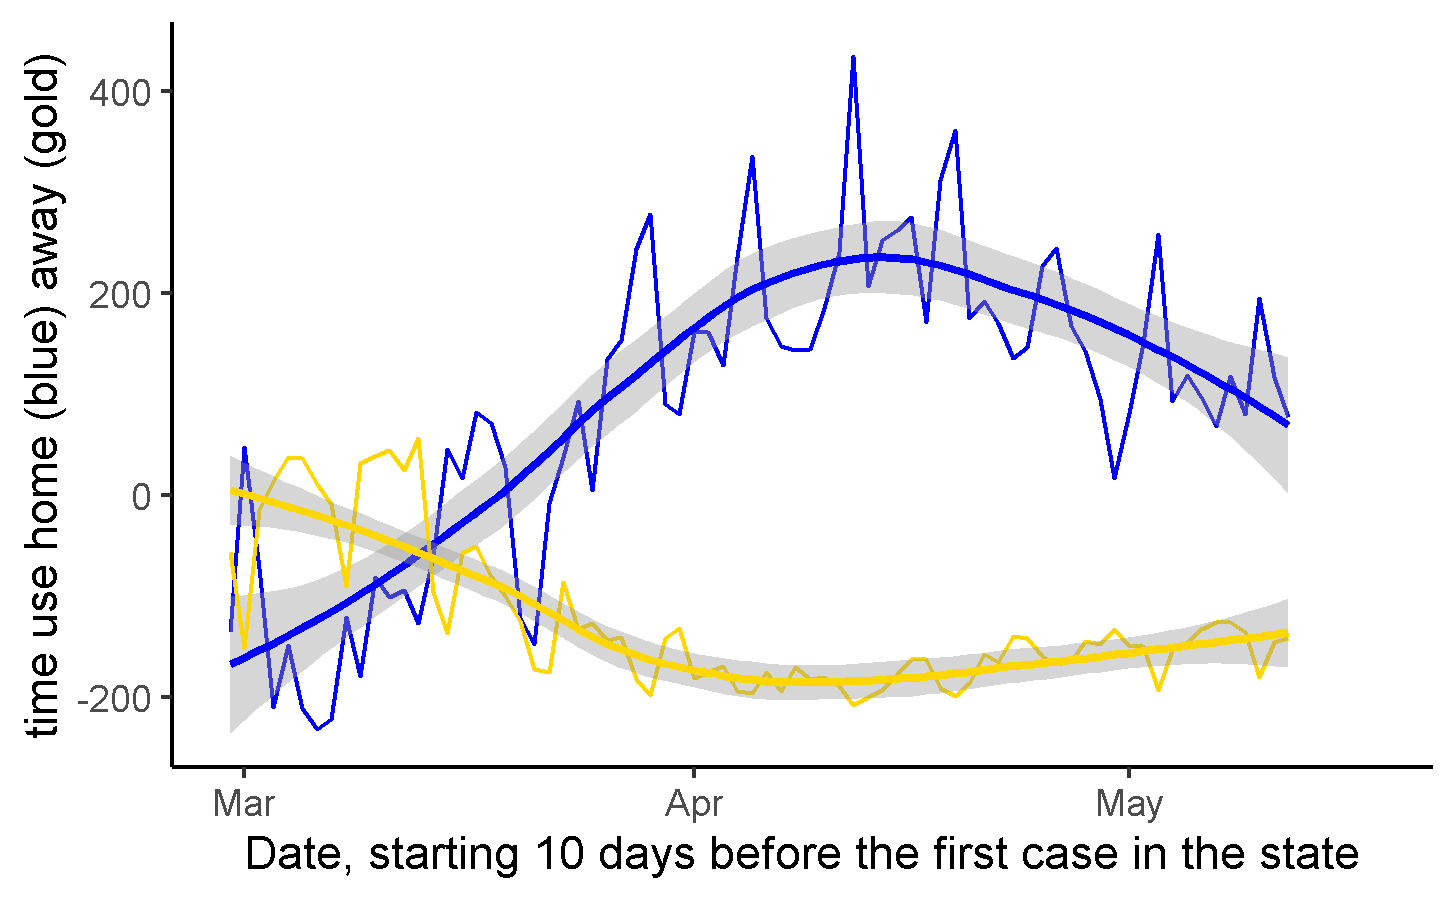 time use home (blue) away (gold)
400
200
0
-200
Mar
Apr
May
Date, starting 10 days before the first case in the state